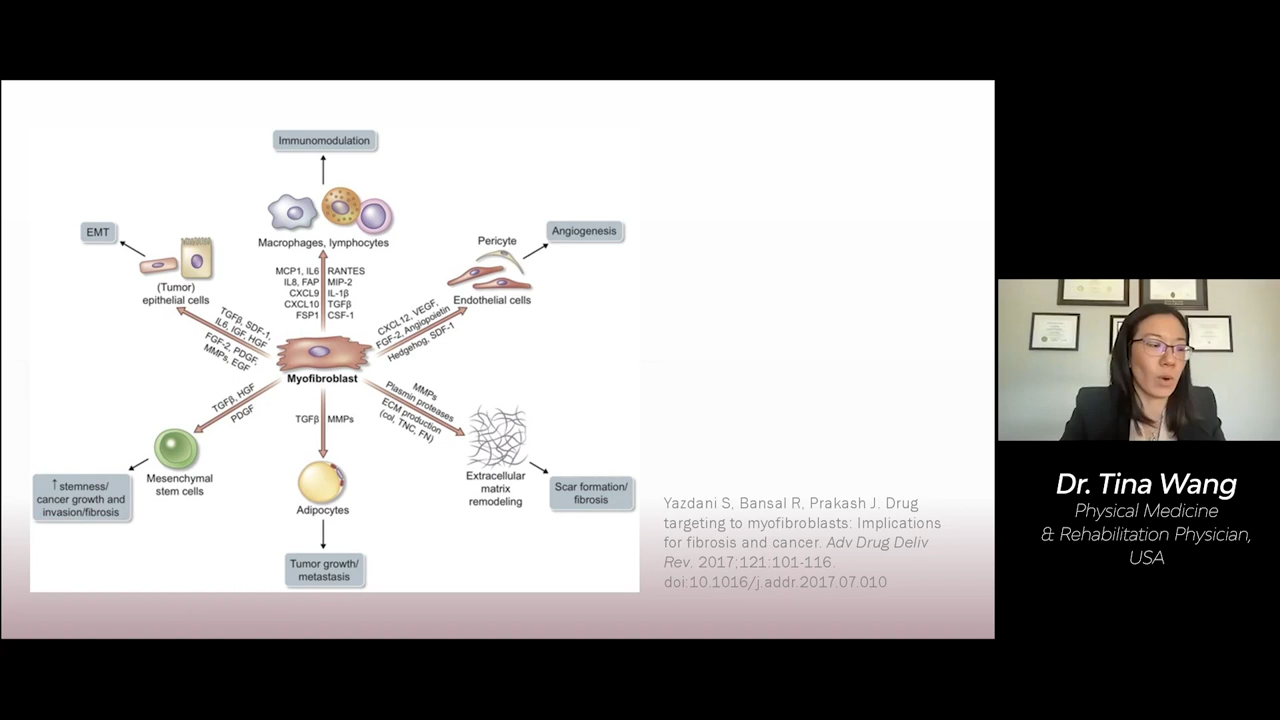 Immunomodulation
Macrophages, lymphocytes
MCP1, IL6
IL8, FAP
CXCL9
CXCL10
FSP1
RANTES
MIP-2
IL-1β
TGFβ
CSF-1
EMT
(Tumor)
epithelial cells
TGFβ, SDF-1,
IL6, IGF, HGF
FGF-2, PDGF,
MMPs, EGF
Angiogenesis
Pericyte
Endothelial cells
CXCL12, VEGF,
FGF-2, Angiopoietin
Hedgehog, SDF-1
Myofibroblast
TGFβ, HGF
PDGF
Mesenchymal
stem cells
↑ stemness/
cancer growth and
invasion/fibrosis
TGFβ
MMPs
Adipocytes
Tumor growth/
metastasis
MMPs
Plasmin proteases
ECM production
(col, TNC, FN)
Extracellular
matrix
remodeling
Scar formation/
fibrosis
Yazdani S, Bansal R, Prakash J. Drug
targeting to myofibroblasts: Implications
for fibrosis and cancer. Adv Drug Deliv
Rev. 2017;121:101-116.
doi:10.1016/j.addr.2017.07.010
Dr. Tina Wang
Physical Medicine
& Rehabilitation Physician,
USA